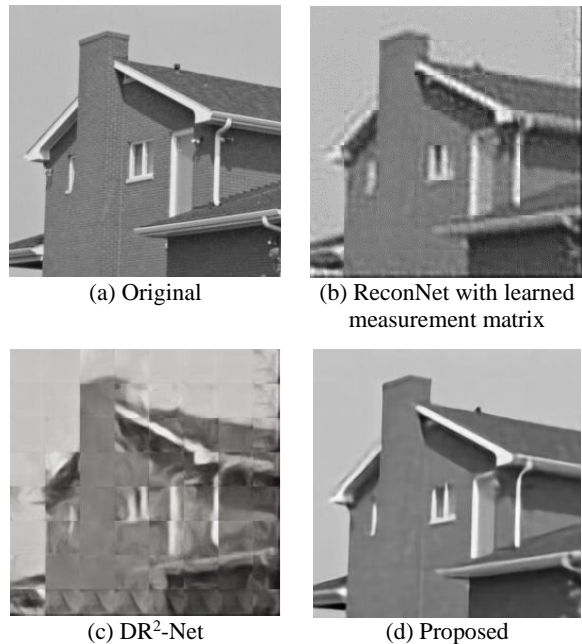 (a) Original
(b) ReconNet with learned
measurement matrix
(c) DR²-Net
(d) Proposed